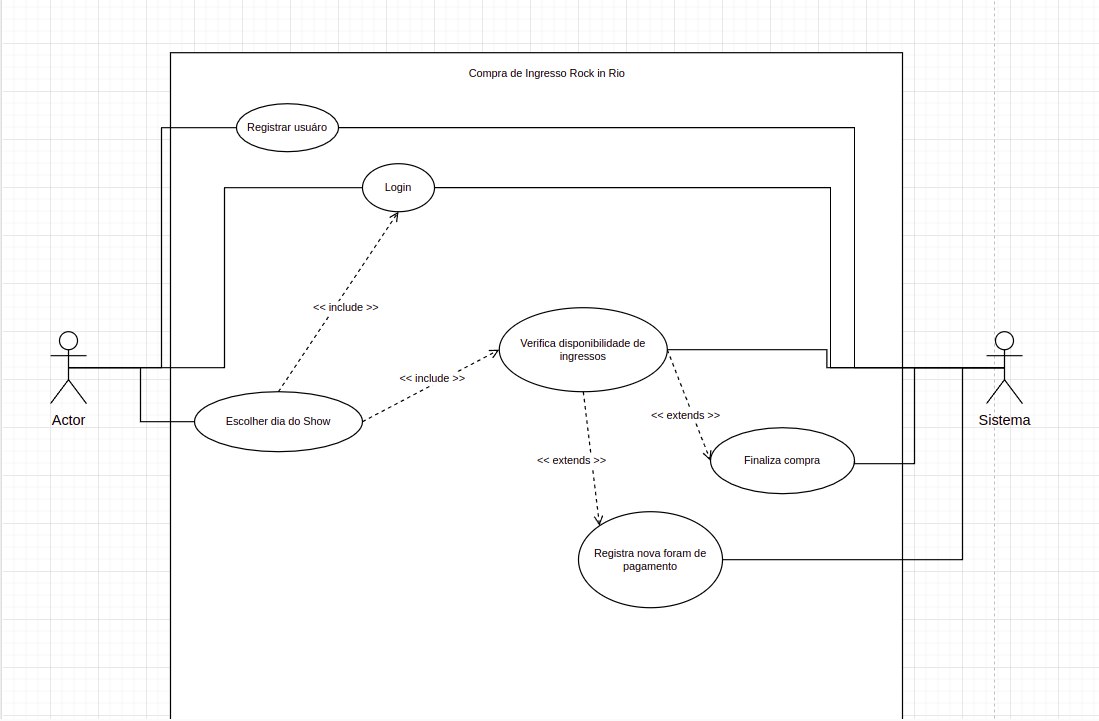 Compra de Ingresso Rock in Rio
Registrar usuáro
Login
<< include >>
Verifica disponibilidade de
ingressos
<< include >>
Actor
Escolher dia do Show
<< extends >>
Sistema
<< extends >>
Finaliza compra
Registra nova foram de
pagamento